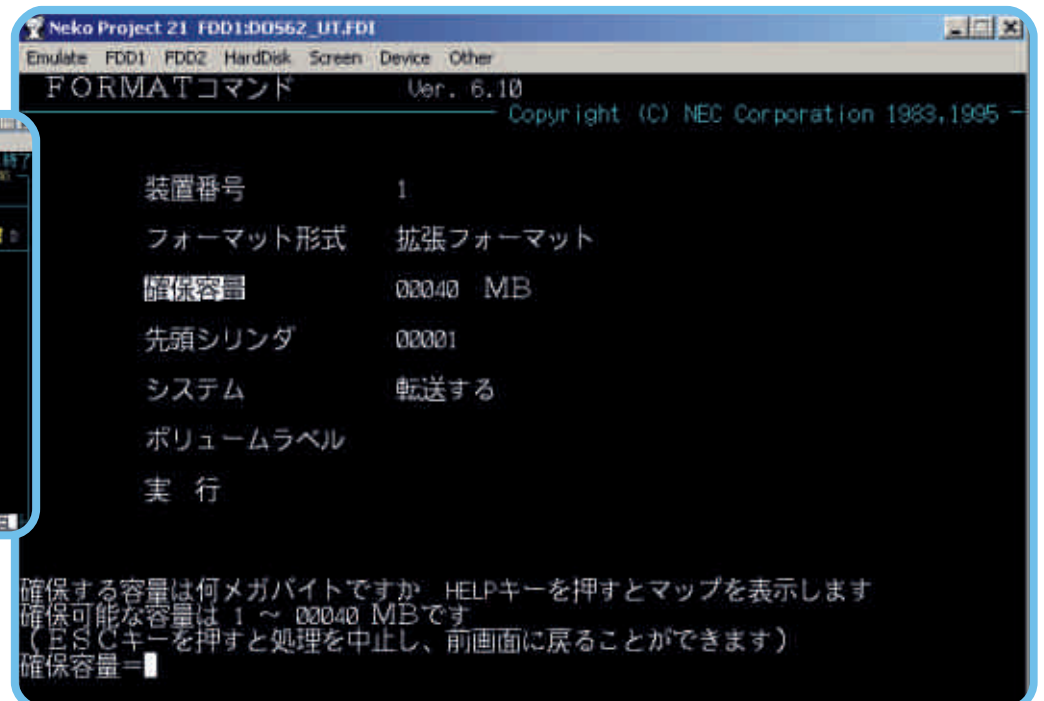 Neko Project 21 FDD1:DOS62_UT.FDI
Emulate FDD1 FDD2 HardDisk Screen Device Other
FORMATコマンド Ver. 6.10
Copyright (C) NEC Corporation 1983,1995
終了
装置番号 1
フォーマット形式 拡張フォーマット
確保容量 00040 MB
先頭シリンダ 00001
システム 転送する
ボリュームラベル
実 行
確保する容量は何メガバイトですか HELPキーを押すとマップを表示します
確保可能な容量は 1 ～ 00040 MBです
(ESCキーを押すと処理を中止し、前画面に戻ることができます)
確保容量=